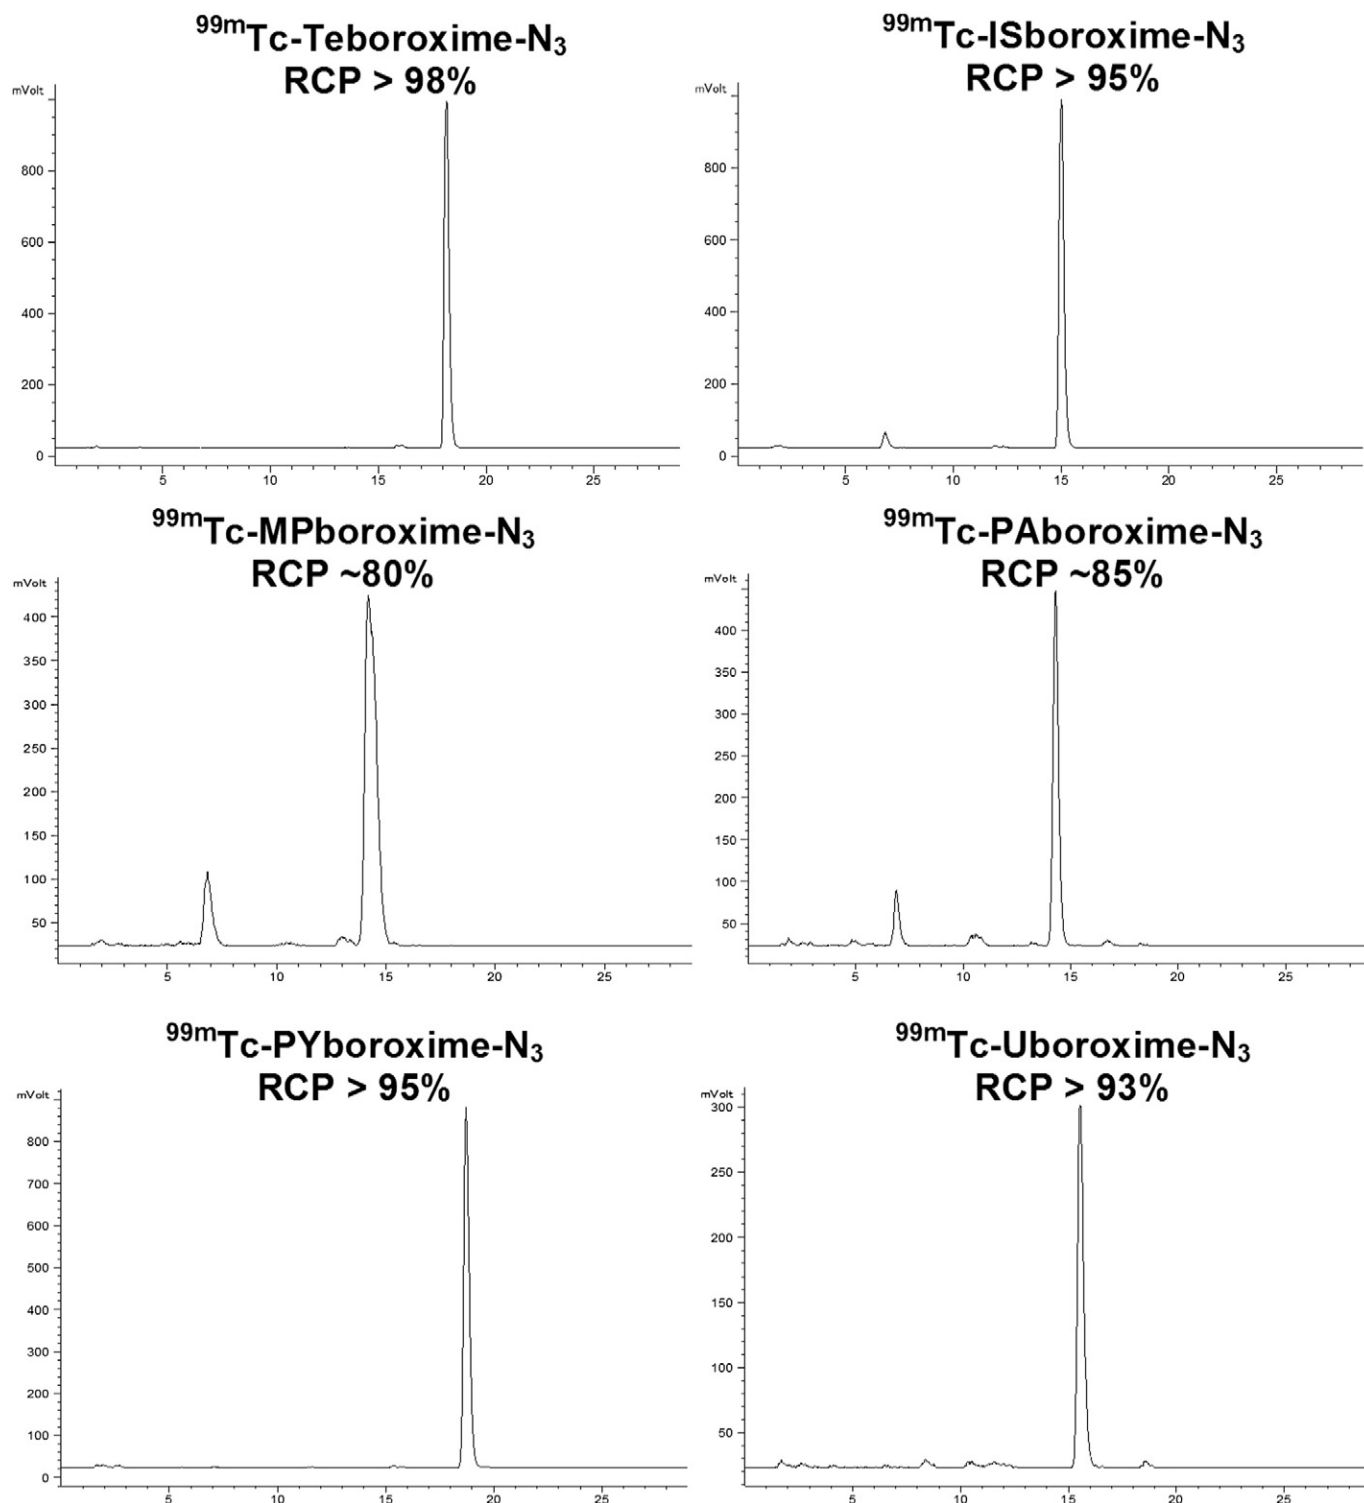 ⁹⁹ᵐTc-Teboroxime-N₃
RCP > 98%
mVolt
800
600
400
200
0
5 10 15 20 25
⁹⁹ᵐTc-ISboroxime-N₃
RCP > 95%
mVolt
800
600
400
200
0
5 10 15 20 25
⁹⁹ᵐTc-MPboroxime-N₃
RCP ~80%
mVolt
400
350
300
250
200
150
100
50
5 10 15 20 25
⁹⁹ᵐTc-PAboroxime-N₃
RCP ~85%
mVolt
400
350
300
250
200
150
100
50
5 10 15 20 25
⁹⁹ᵐTc-PYboroxime-N₃
RCP > 95%
mVolt
800
700
600
500
400
300
200
100
0
5 10 15 20 25
⁹⁹ᵐTc-Uboroxime-N₃
RCP > 93%
mVolt
300
250
200
150
100
50
5 10 15 20 25